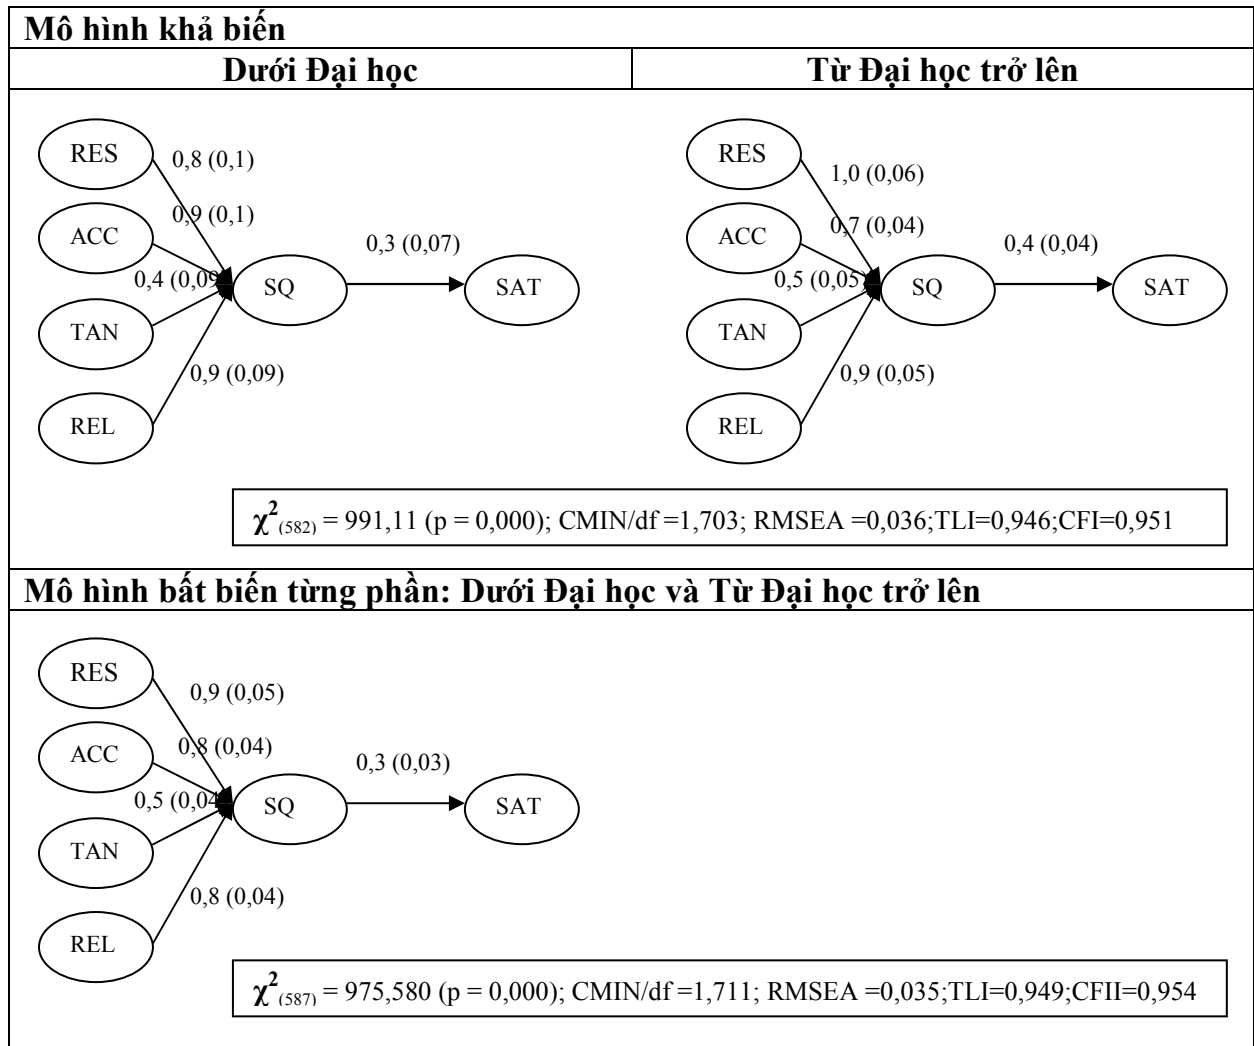 Mô hình khả biến
Dưới Đại học
Từ Đại học trở lên
RES
0,8 (0,1)
0,9 (0,1)
ACC
0,4 (0,09
SQ
0,3 (0,07)
SAT
TAN
0,9 (0,09)
REL
RES
1,0 (0,06)
0,7 (0,04)
ACC
0,5 (0,05)
SQ
0,4 (0,04)
SAT
TAN
0,9 (0,05)
REL
χ²₍₅₈₂₎ = 991,11 (p = 0,000); CMIN/df =1,703; RMSEA =0,036;TLI=0,946;CFI=0,951
Mô hình bất biến từng phần: Dưới Đại học và Từ Đại học trở lên
RES
0,9 (0,05)
0,8 (0,04)
ACC
0,5 (0,04
SQ
0,3 (0,03)
SAT
TAN
0,8 (0,04)
REL
χ²₍₅₈₇₎ = 975,580 (p = 0,000); CMIN/df =1,711; RMSEA =0,035;TLI=0,949;CFII=0,954